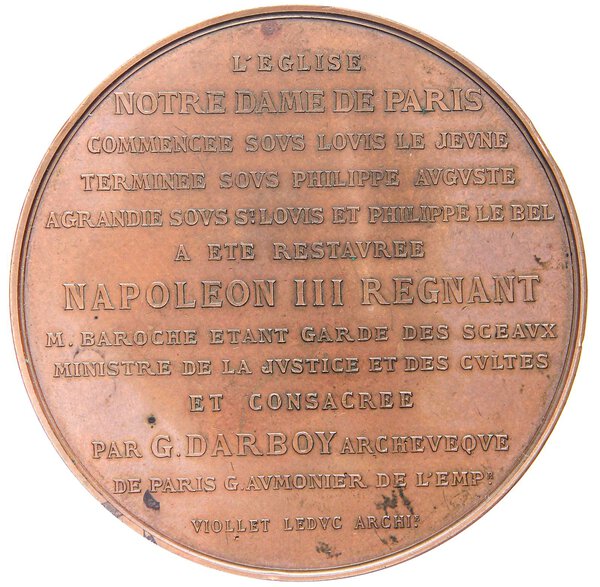 L'EGLISE
NOTRE DAME DE PARIS
COMMENCEE SOVS LOVIS LE JEVNE
TERMINEE SOVS PHILIPPE AVGVSTE
AGRANDIE SOVS ST. LOVIS ET PHILIPPE LE BEL
A ETE RESTAVREE
NAPOLEON III REGNANT
M. BAROCHE ETANT GARDE DES SCEAUX
MINISTRE DE LA JVSTICE ET DES CVLTES
ET CONSACREE
PAR G. DARBOY ARCHEVEQVE
DE PARIS G. AVMONIER DE L'EMPR.
VIOLLET LEDVC ARCHI.